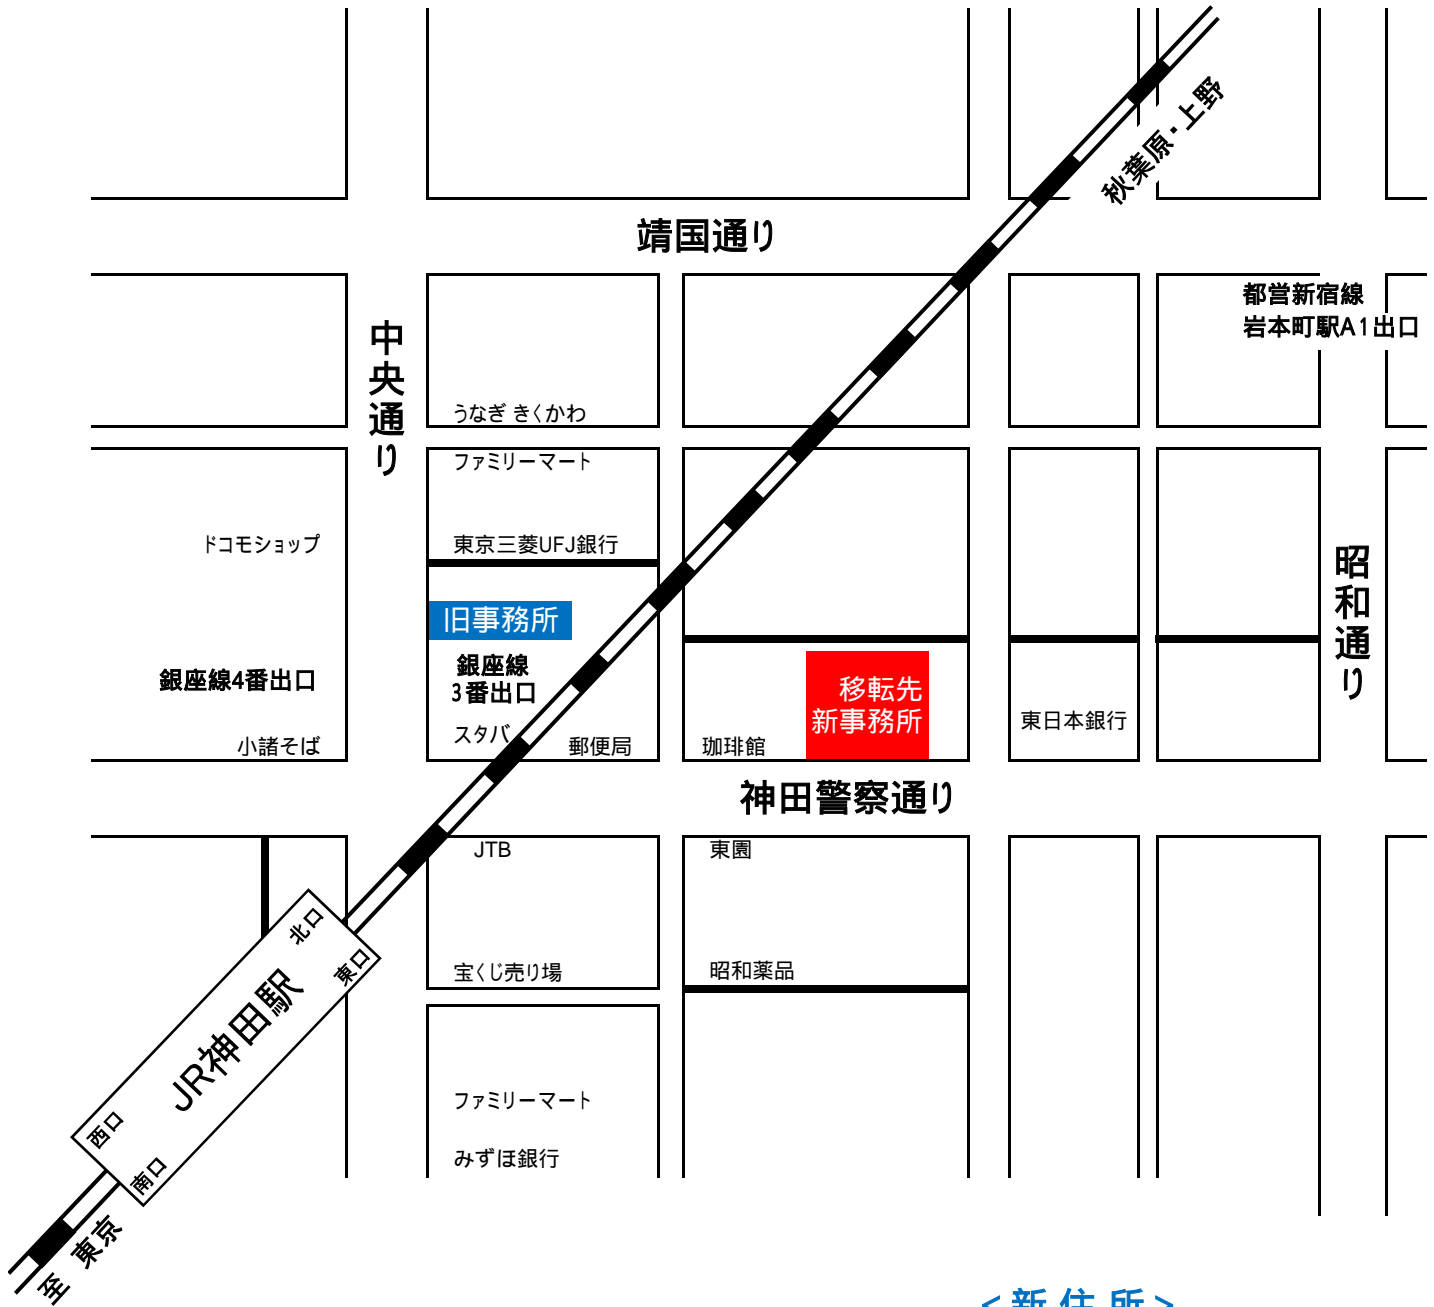 秋葉原・上野
靖国通り
都営新宿線
岩本町駅A1出口
中央通り
うなぎ きくかわ
ファミリーマート
ドコモショップ
東京三菱UFJ銀行
昭和通り
旧事務所
銀座線4番出口
銀座線
3番出口
移転先
新事務所
スタバ
東日本銀行
小諸そば
郵便局
珈琲館
神田警察通り
JTB
東園
北口
東口
宝くじ売り場
昭和薬品
JR神田駅
ファミリーマート
西口
みずほ銀行
南口
至 東京
<新住所>